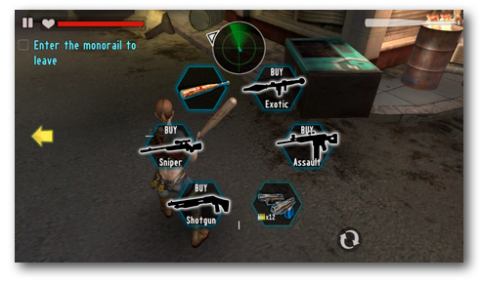 Enter the monorail to
leave
BUY
Exotic
BUY
Sniper
BUY
Assault
BUY
Shotgun
x12